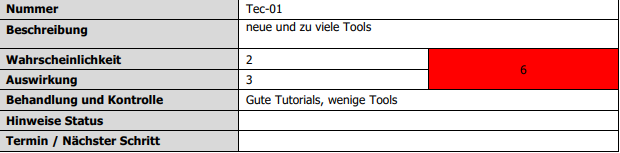 Nummer Tec-01
Beschreibung neue und zu viele Tools
Wahrscheinlichkeit 2
6
Auswirkung 3
Behandlung und Kontrolle Gute Tutorials, wenige Tools
Hinweise Status
Termin / Nächster Schritt